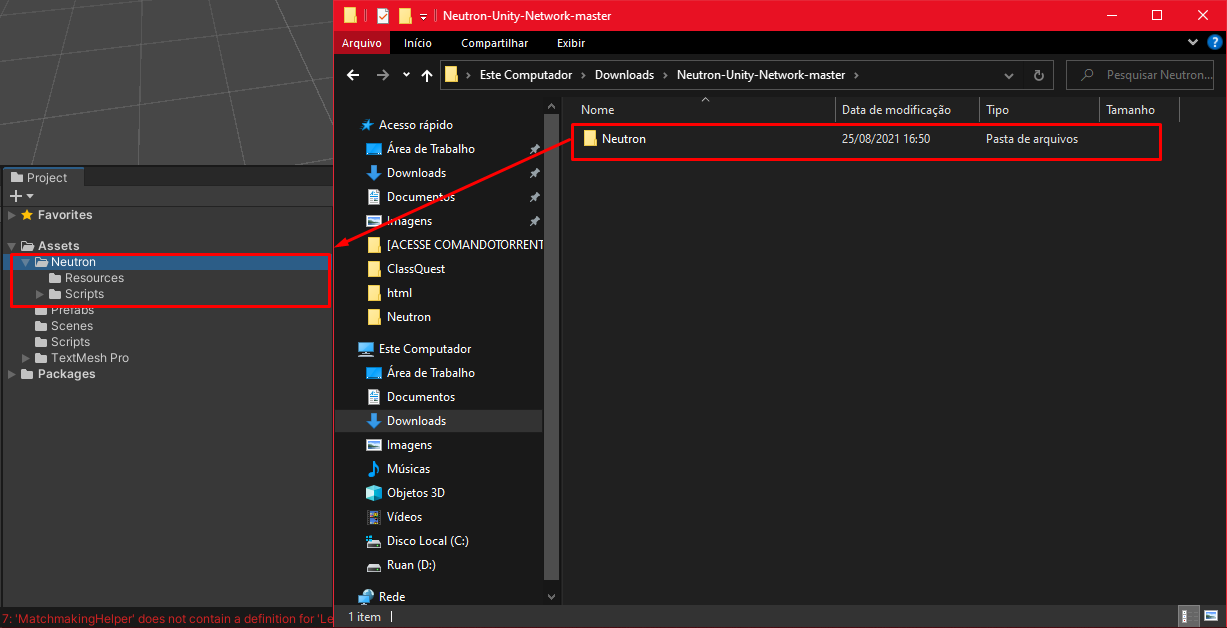 Neutron-Unity-Network-master
Arquivo Início Compartilhar Exibir
Este Computador Downloads Neutron-Unity-Network-master
Pesquisar Neutron...
Nome Data de modificação Tipo Tamanho
Neutron 25/08/2021 16:50 Pasta de arquivos
Acesso rápido
Área de Trabalho
Downloads
Documentos
Imagens
[ACESSE COMANDOTORRENT
ClassQuest
html
Neutron
Este Computador
Área de Trabalho
Documentos
Downloads
Imagens
Músicas
Objetos 3D
Vídeos
Disco Local (C:)
Ruan (D:)
Rede
1 item
Project
Favorites
Assets
Neutron
Resources
Scripts
Prefabs
Scenes
Scripts
TextMesh Pro
Packages
7: 'MatchmakingHelper' does not contain a definition for 'Le